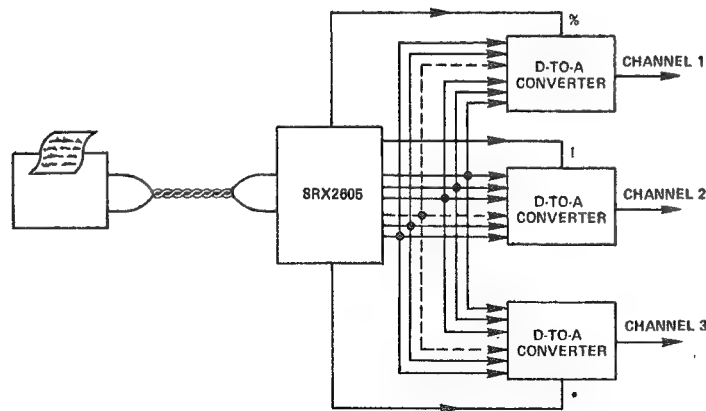 %
D-TO-A
CONVERTER
CHANNEL 1
SRX2605
!
D-TO-A
CONVERTER
CHANNEL 2
D-TO-A
CONVERTER
CHANNEL 3
*